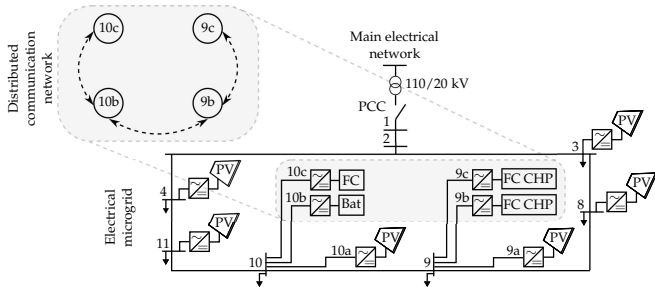 10c
9c
10b
9b
Distributed
communication
network
Main electrical
network
110/20 kV
PCC
1
2
3
PV
4
PV
10c
FC
9c
FC CHP
10b
Bat
9b
FC CHP
8
PV
Electrical
microgrid
11
PV
10
10a
PV
9
9a
PV